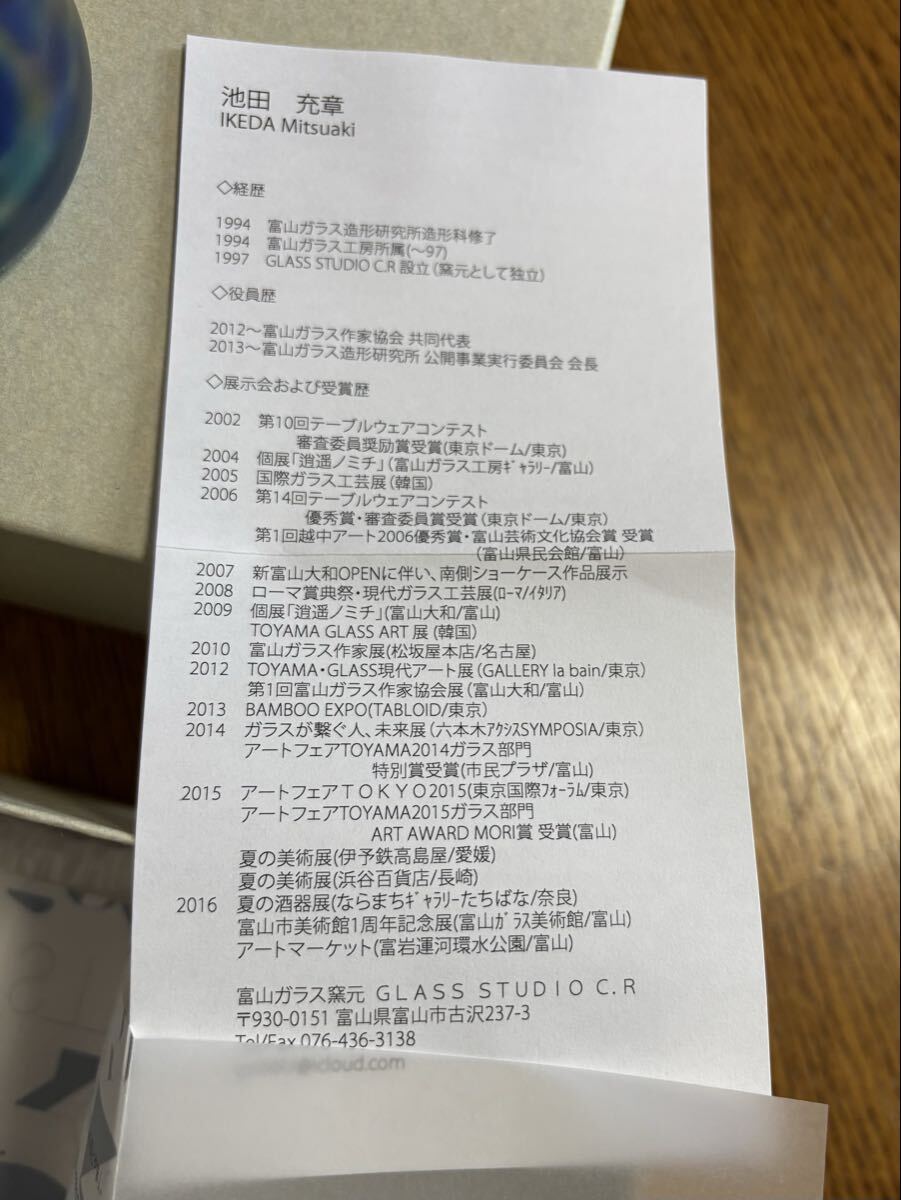 池田　充章
IKEDA Mitsuaki
◇経歴
1994　富山ガラス造形研究所造形科修了
1994　富山ガラス工房所属(～97)
1997　GLASS STUDIO C.R 設立（窯元として独立）
◇役員歴
2012～富山ガラス作家協会 共同代表
2013～富山ガラス造形研究所 公開事業実行委員会 会長
◇展示会および受賞歴
2002　第10回テーブルウェアコンテスト
審査委員奨励賞受賞(東京ドーム/東京)
2004　個展「逍遥ノミチ」（富山ガラス工房ｷﾞｬﾗﾘｰ/富山）
2005　国際ガラス工芸展（韓国）
2006　第14回テーブルウェアコンテスト
優秀賞・審査委員賞受賞（東京ドーム/東京）
第1回越中アート2006優秀賞・富山芸術文化協会賞 受賞
（富山県民会館/富山）
2007　新富山大和OPENに伴い、南側ショーケース作品展示
2008　ローマ賞典祭・現代ガラス工芸展(ﾛｰﾏ/ｲﾀﾘｱ)
2009　個展「逍遥ノミチ」(富山大和/富山)
TOYAMA GLASS ART 展 (韓国)
2010　富山ガラス作家展(松坂屋本店/名古屋)
2012　TOYAMA・GLASS現代アート展（GALLERY la bain/東京）
第1回富山ガラス作家協会展（富山大和/富山）
2013　BAMBOO EXPO(TABLOID/東京）
2014　ガラスが繋ぐ人、未来展（六本木ｱｸｼｽSYMPOSIA/東京）
アートフェアTOYAMA2014ガラス部門
特別賞受賞(市民プラザ/富山)
2015　アートフェアＴＯＫＹＯ2015(東京国際ﾌｫｰﾗﾑ/東京)
アートフェアTOYAMA2015ガラス部門
ART AWARD MORI賞 受賞(富山)
夏の美術展(伊予鉄高島屋/愛媛)
夏の美術展(浜谷百貨店/長崎)
2016　夏の酒器展(ならまちｷﾞｬﾗﾘｰたちばな/奈良)
富山市美術館1周年記念展(富山ｶﾞﾗｽ美術館/富山)
アートマーケット(富岩運河環水公園/富山)
富山ガラス窯元 ＧＬＡＳＳ ＳＴＵＤＩＯ Ｃ.Ｒ
〒930-0151 富山県富山市古沢237-3
Tel/Fax 076-436-3138